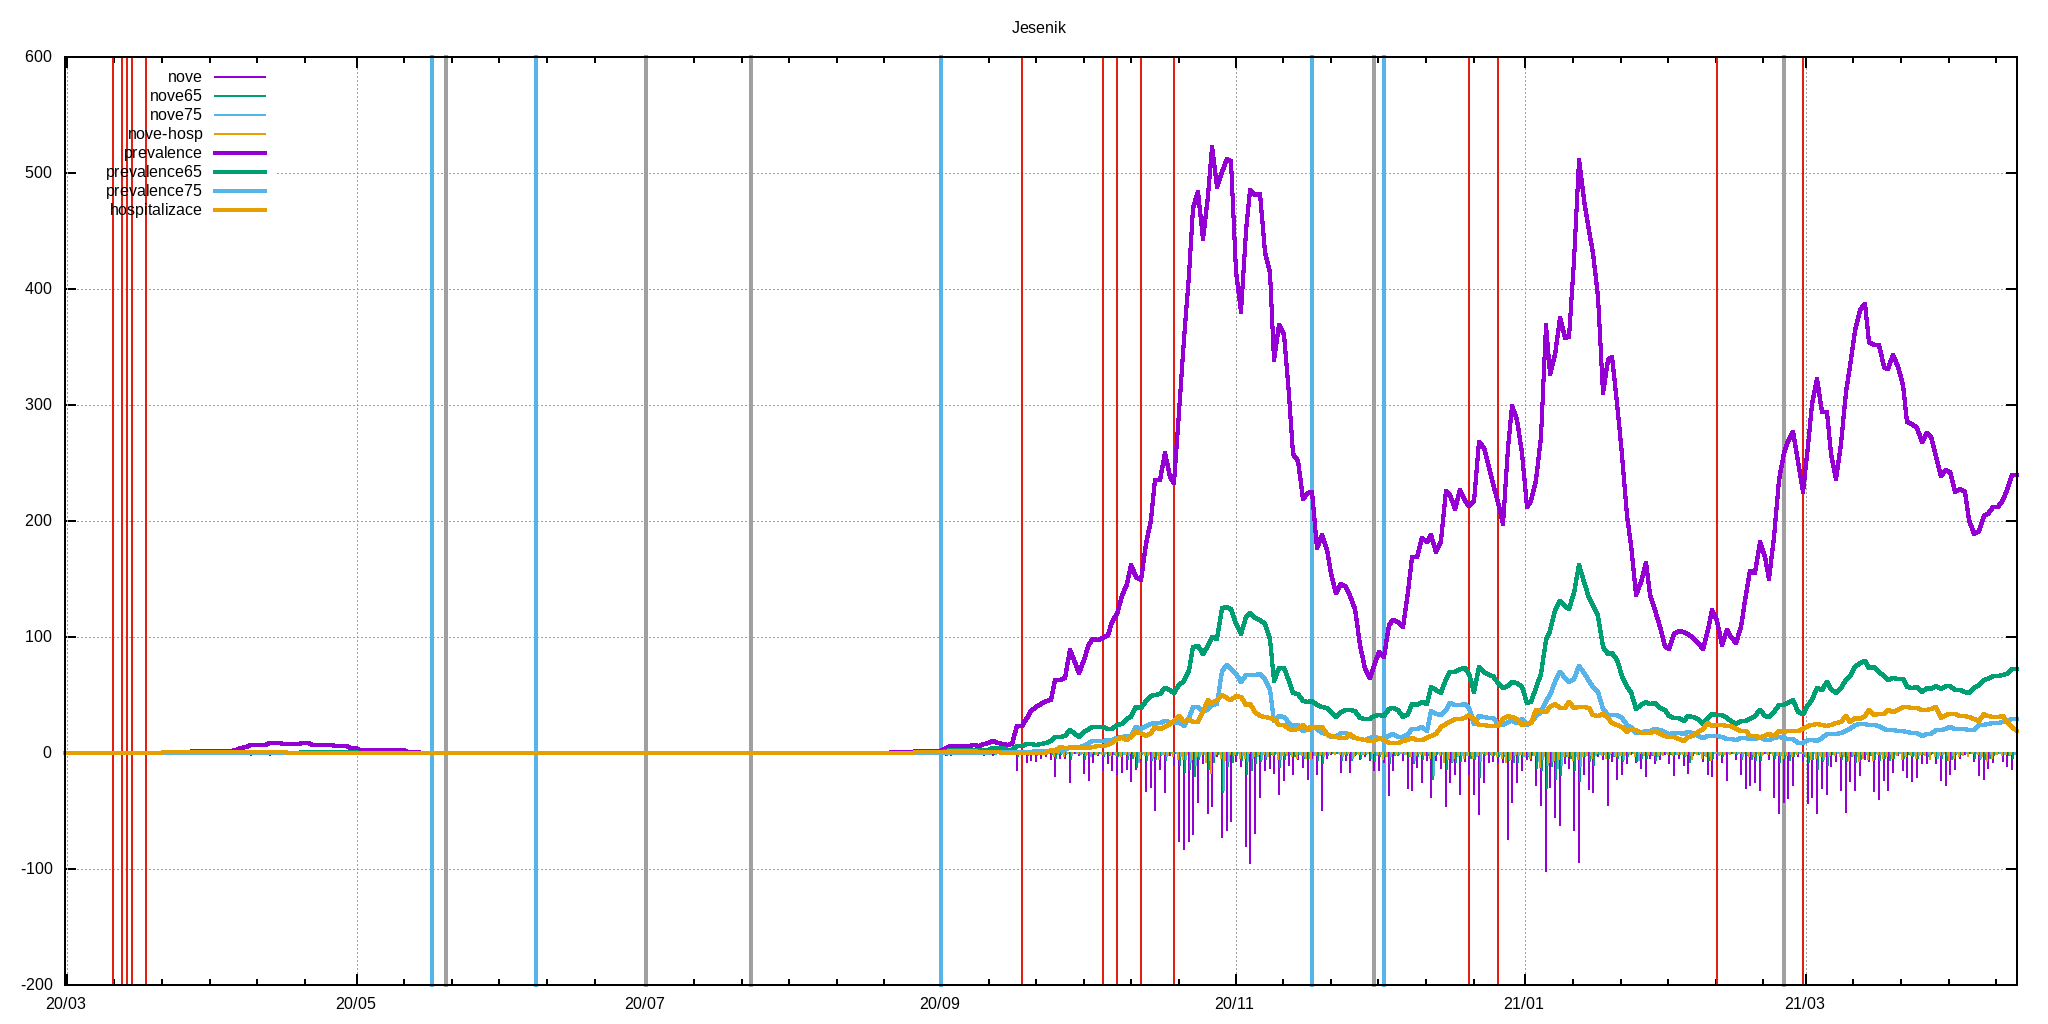 Jesenik
600
500
400
300
200
100
0
-100
-200
nove
nove65
nove75
nove-hosp
prevalence
prevalence65
prevalence75
hospitalizace
20/03 20/05 20/07 20/09 20/11 21/01 21/03